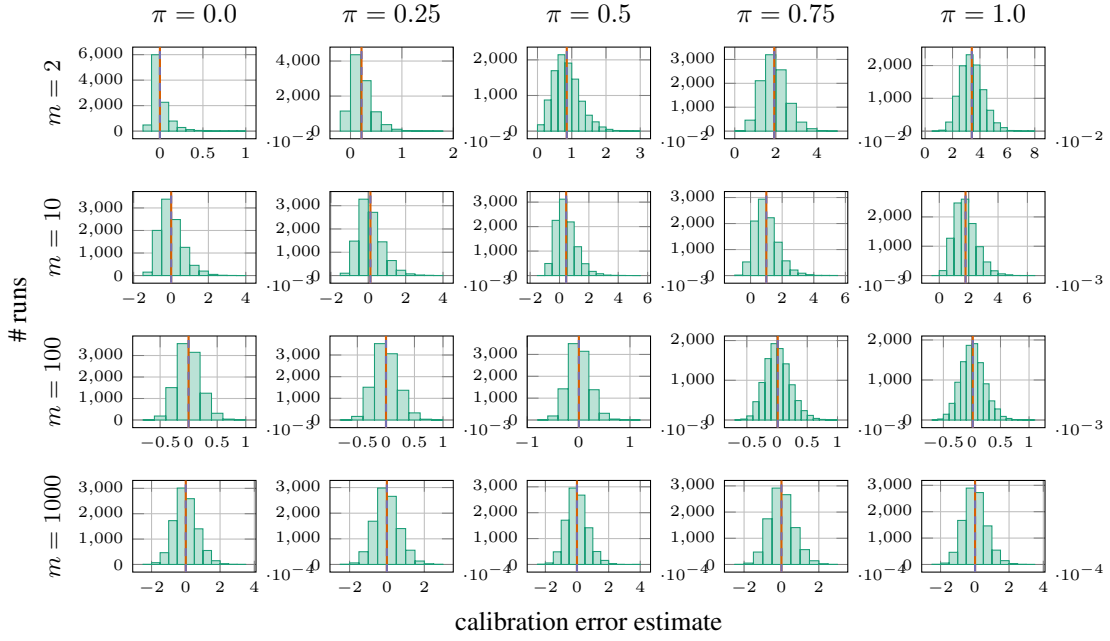 π = 0.0 π = 0.25 π = 0.5 π = 0.75 π = 1.0
m = 2
6,000 4,000 2,000 0
0 0.5 1 ·10⁻²
4,000 2,000 0
0 1 2 ·10⁻²
2,000 1,000 0
0 1 2 3 ·10⁻²
3,000 2,000 1,000 0
0 2 4 ·10⁻²
2,000 1,000 0
0 2 4 6 8 ·10⁻²
m = 10
3,000 2,000 1,000 0
−2 0 2 4 ·10⁻³
3,000 2,000 1,000 0
−2 0 2 4 ·10⁻³
3,000 2,000 1,000 0
−2 0 2 4 6 ·10⁻³
3,000 2,000 1,000 0
0 2 4 6 ·10⁻³
2,000 1,000 0
0 2 4 6 ·10⁻³
# runs
m = 100
3,000 2,000 1,000 0
−0.5 0 0.5 1 ·10⁻³
3,000 2,000 1,000 0
−0.5 0 0.5 1 ·10⁻³
3,000 2,000 1,000 0
−1 0 1 ·10⁻³
2,000 1,000 0
−0.5 0 0.5 1 ·10⁻³
2,000 1,000 0
−0.5 0 0.5 1 ·10⁻³
m = 1000
3,000 2,000 1,000 0
−2 0 2 4 ·10⁻⁴
3,000 2,000 1,000 0
−2 0 2 ·10⁻⁴
3,000 2,000 1,000 0
−2 0 2 4 ·10⁻⁴
3,000 2,000 1,000 0
−2 0 2 ·10⁻⁴
3,000 2,000 1,000 0
−2 0 2 4 ·10⁻⁴
calibration error estimate